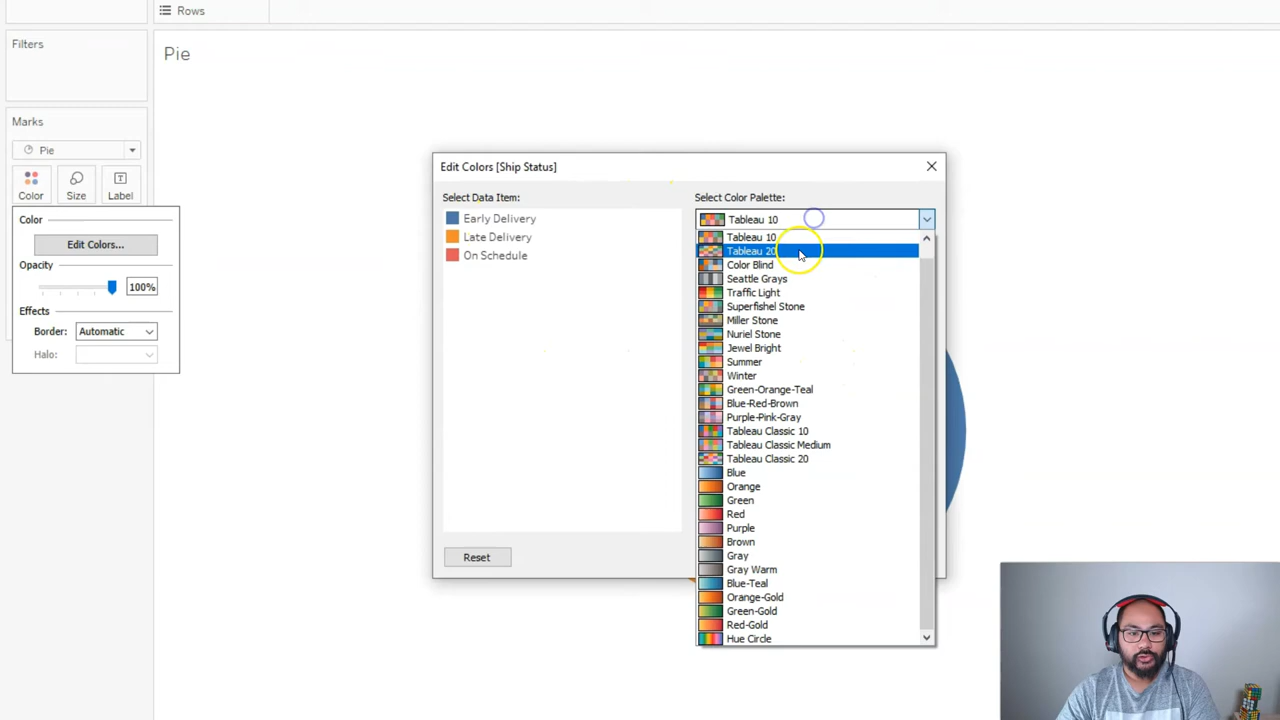 Rows
Filters
Pie
Marks
Pie
Color
Size
Label
Color
Edit Colors...
Opacity
100%
Effects
Border:
Automatic
Halo:
Edit Colors [Ship Status]
Select Data Item:
Early Delivery
Late Delivery
On Schedule
Reset
Select Color Palette:
Tableau 10
Tableau 10
Tableau 20
Color Blind
Seattle Grays
Traffic Light
Superfishel Stone
Miller Stone
Nuriel Stone
Jewel Bright
Summer
Winter
Green-Orange-Teal
Blue-Red-Brown
Purple-Pink-Gray
Tableau Classic 10
Tableau Classic Medium
Tableau Classic 20
Blue
Orange
Green
Red
Purple
Brown
Gray
Gray Warm
Blue-Teal
Orange-Gold
Green-Gold
Red-Gold
Hue Circle